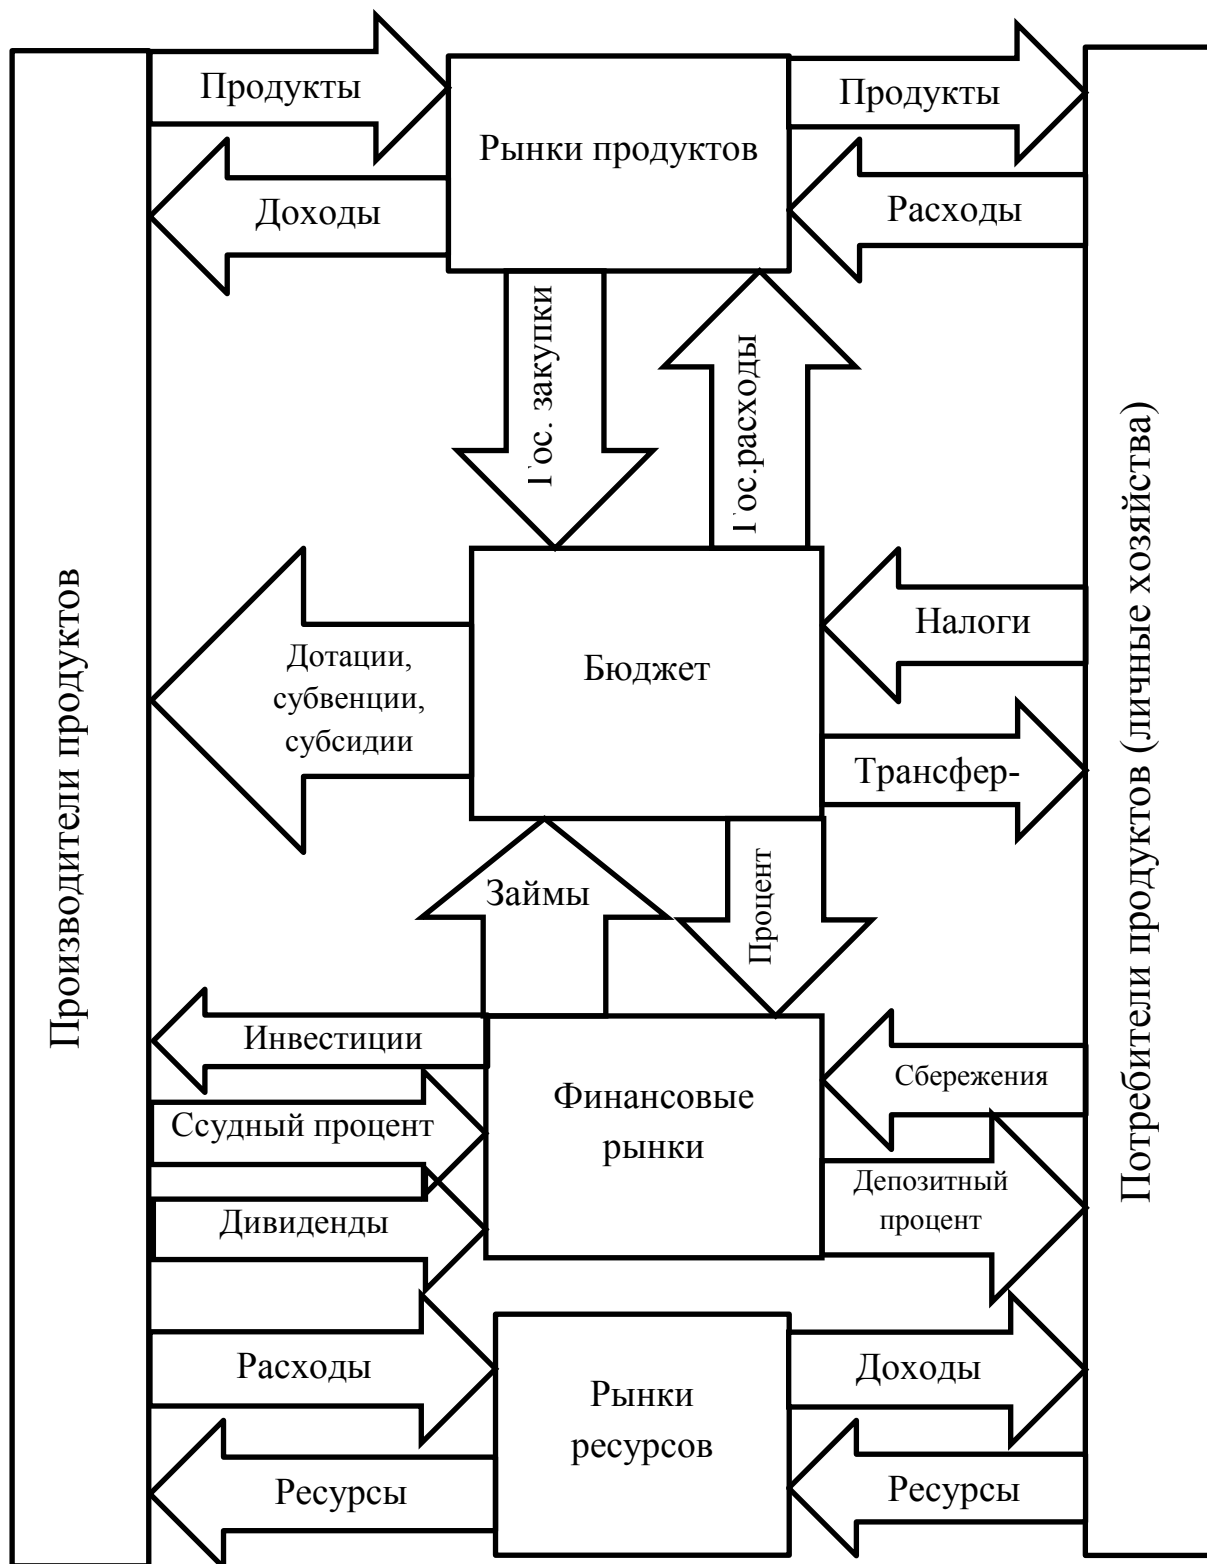 Продукты
Рынки продуктов
Продукты
Доходы
Расходы
Гос. закупки
Гос.расходы
Производители продуктов
Потребители продуктов (личные хозяйства)
Дотации,
субвенции,
субсидии
Бюджет
Налоги
Трансфер-
Займы
Процент
Инвестиции
Ссудный процент
Дивиденды
Финансовые
рынки
Сбережения
Депозитный
процент
Расходы
Рынки
ресурсов
Доходы
Ресурсы
Ресурсы